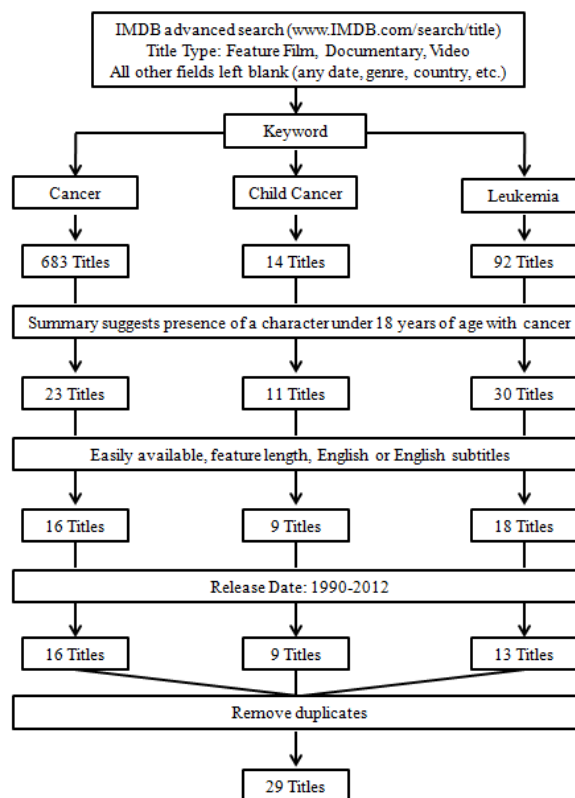 IMDB advanced search (www.IMDB.com/search/title)
Title Type: Feature Film, Documentary, Video
All other fields left blank (any date, genre, country, etc.)
Keyword
Cancer
Child Cancer
Leukemia
683 Titles
14 Titles
92 Titles
Summary suggests presence of a character under 18 years of age with cancer
23 Titles
11 Titles
30 Titles
Easily available, feature length, English or English subtitles
16 Titles
9 Titles
18 Titles
Release Date: 1990-2012
16 Titles
9 Titles
13 Titles
Remove duplicates
29 Titles